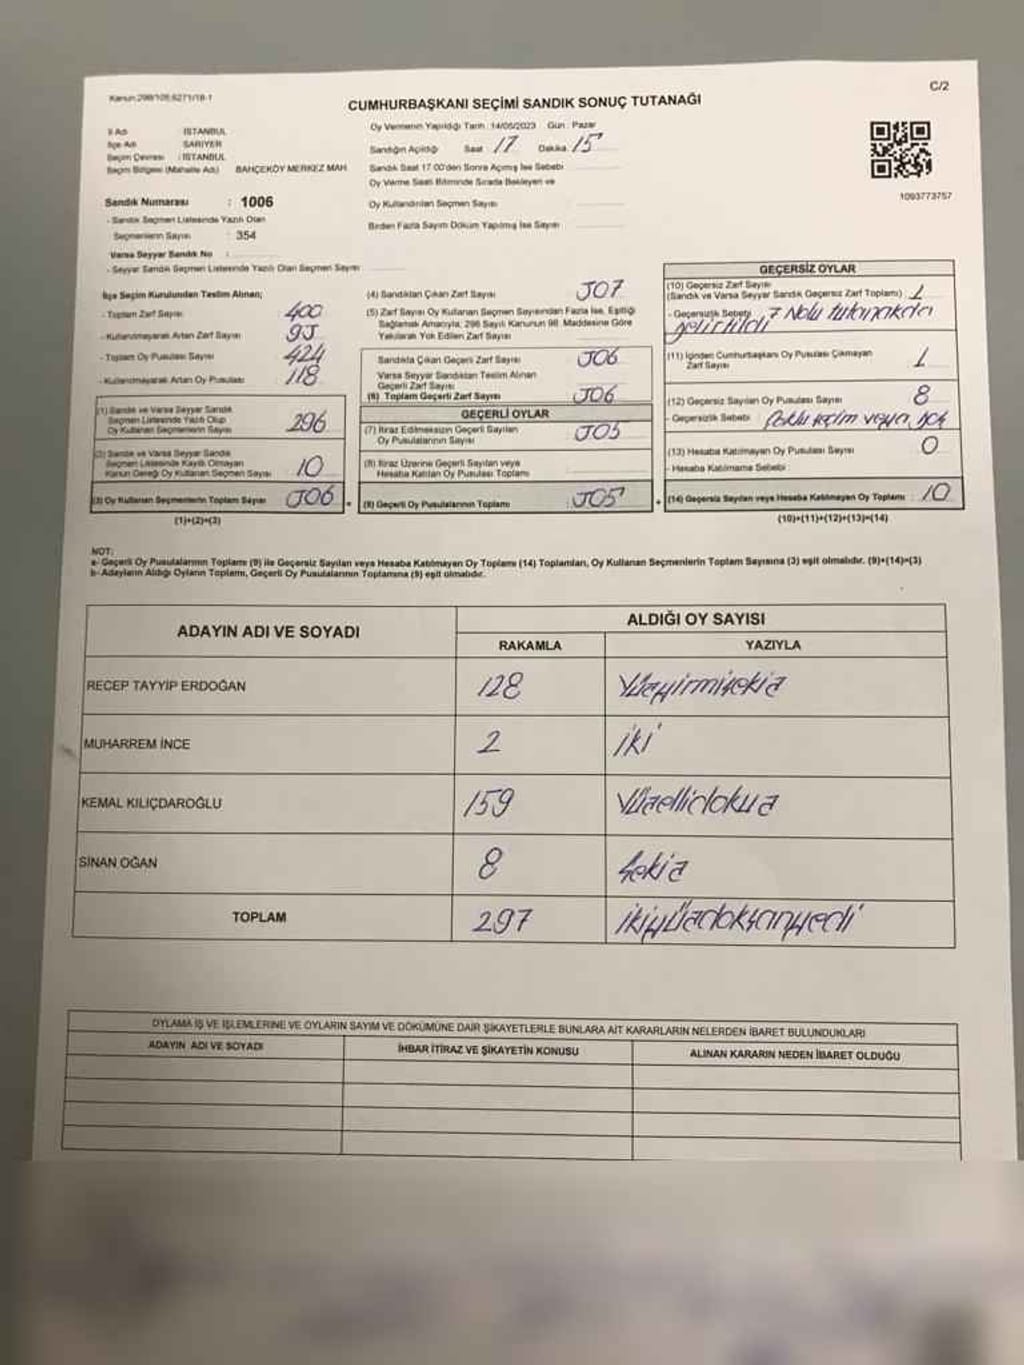 Kanun:298/109;6271/18-1
C/2
CUMHURBAŞKANI SEÇİMİ SANDIK SONUÇ TUTANAĞI
İl Adı : İSTANBUL
İlçe Adı : SARIYER
Seçim Çevresi : İSTANBUL
Seçim Bölgesi (Mahalle Adı) BAHÇEKÖY MERKEZ MAH
Sandık Numarası : 1006
- Sandık Seçmen Listesinde Yazılı Olan
Seçmenlerin Sayısı : 354
Varsa Seyyar Sandık No :
- Seyyar Sandık Seçmen Listesinde Yazılı Olan Seçmen Sayısı
Oy Vermenin Yapıldığı Tarih : 14/05/2023 Gün : Pazar
Sandığın Açıldığı Saat : 17 Dakika : 15
Sandık Saat 17.00'den Sonra Açılmış İse Sebebi
Oy Verme Saati Bitiminde Sırada Bekleyen ve
Oy Kullandırılan Seçmen Sayısı
Birden Fazla Sayım Döküm Yapılmış İse Sayısı
1093773757
İlçe Seçim Kurulundan Teslim Alınan;
- Toplam Zarf Sayısı : 400
- Kullanılmayarak Artan Zarf Sayısı : 93
- Toplam Oy Pusulası Sayısı : 424
- Kullanılmayarak Artan Oy Pusulası : 118
(1) Sandık ve Varsa Seyyar Sandık
Seçmen Listesinde Yazılı Olup
Oy Kullanan Seçmenlerin Sayısı : 296
(2) Sandık ve Varsa Seyyar Sandık
Seçmen Listesinde Kayıtlı Olmayan
Kanun Gereği Oy Kullanan Seçmen Sayısı : 10
(3) Oy Kullanan Seçmenlerin Toplam Sayısı : 306
(1)+(2)=(3)
(4) Sandıktan Çıkan Zarf Sayısı : 307
(5) Zarf Sayısı Oy Kullanan Seçmen Sayısından Fazla İse, Eşitliği
Sağlamak Amacıyla, 298 Sayılı Kanunun 98. Maddesine Göre
Yakılarak Yok Edilen Zarf Sayısı
Sandıkta Çıkan Geçerli Zarf Sayısı : 306
Varsa Seyyar Sandıktan Teslim Alınan
Geçerli Zarf Sayısı
(6) Toplam Geçerli Zarf Sayısı : 306
GEÇERLİ OYLAR
(7) İtiraz Edilmeksizin Geçerli Sayılan
Oy Pusulalarının Sayısı : 305
(8) İtiraz Üzerine Geçerli Sayılan veya
Hesaba Katılan Oy Pusulası Toplamı
(9) Geçerli Oy Pusulalarının Toplamı : 305
GEÇERSİZ OYLAR
(10) Geçersiz Zarf Sayısı
(Sandık ve Varsa Seyyar Sandık Geçersiz Zarf Toplamı) : 1
- Geçersizlik Sebebi : 7 Nolu tutanakda
gelirtildi
(11) İçinden Cumhurbaşkanı Oy Pusulası Çıkmayan
Zarf Sayısı : 1
(12) Geçersiz Sayılan Oy Pusulası Sayısı : 8
- Geçersizlik Sebebi : Farklı seçim veya yok
(13) Hesaba Katılmayan Oy Pusulası Sayısı : 0
- Hesaba Katılmama Sebebi
(14) Geçersiz Sayılan veya Hesaba Katılmayan Oy Toplamı : 10
(10)+(11)+(12)+(13)=(14)
NOT:
a- Geçerli Oy Pusulalarının Toplamı (9) ile Geçersiz Sayılan veya Hesaba Katılmayan Oy Toplamı (14) Toplamları, Oy Kullanan Seçmenlerin Toplam Sayısına (3) eşit olmalıdır. (9)+(14)=(3)
b- Adayların Aldığı Oyların Toplamı, Geçerli Oy Pusulalarının Toplamına (9) eşit olmalıdır.
ADAYIN ADI VE SOYADI
ALDIĞI OY SAYISI
RAKAMLA YAZIYLA
RECEP TAYYİP ERDOĞAN 128 Yüzyirmisekiz
MUHARREM İNCE 2 iki
KEMAL KILIÇDAROĞLU 159 Yüzellidokuz
SİNAN OĞAN 8 Sekiz
TOPLAM 297 ikiyüzdoksanyedi
OYLAMA İŞ VE İŞLEMLERİNE VE OYLARIN SAYIM VE DÖKÜMÜNE DAİR ŞİKAYETLERLE BUNLARA AİT KARARLARIN NELERDEN İBARET BULUNDUKLARI
ADAYIN ADI VE SOYADI İHBAR İTİRAZ VE ŞİKAYETİN KONUSU ALINAN KARARIN NEDEN İBARET OLDUĞU